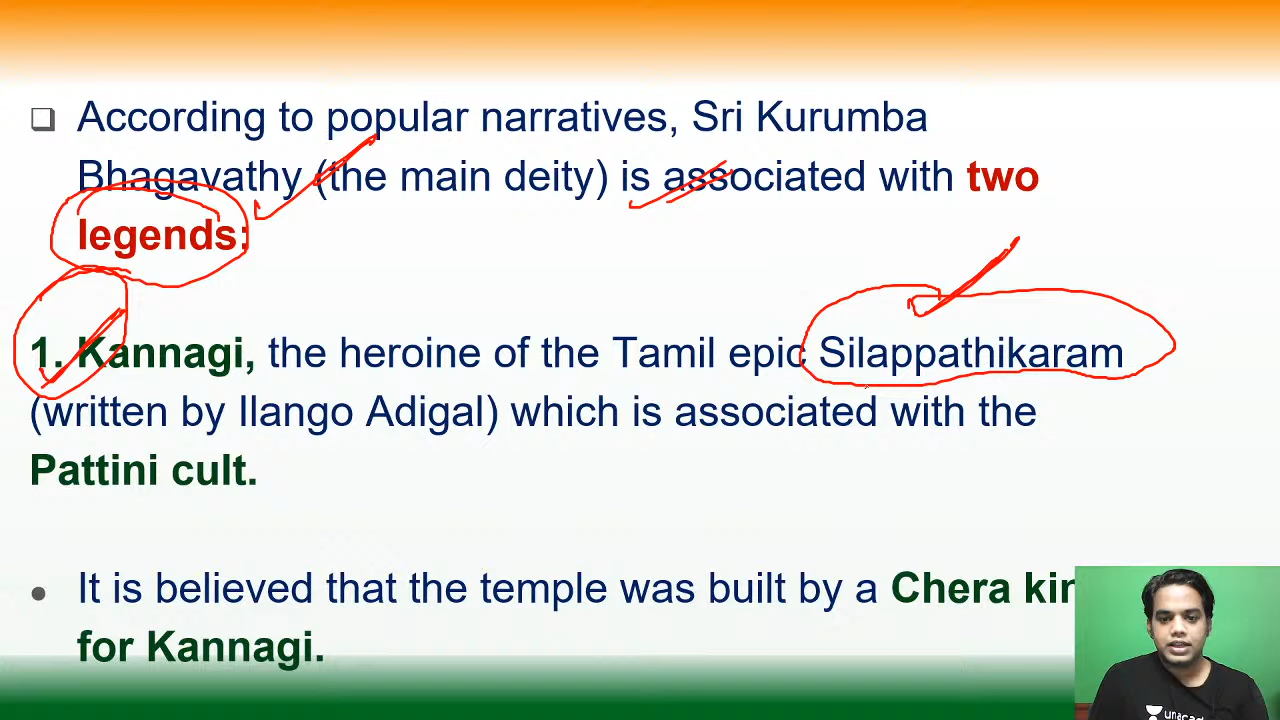 According to popular narratives, Sri Kurumba
Bhagavathy (the main deity) is associated with two
legends:
1. Kannagi, the heroine of the Tamil epic Silappathikaram
(written by Ilango Adigal) which is associated with the
Pattini cult.
It is believed that the temple was built by a Chera
for Kannagi.